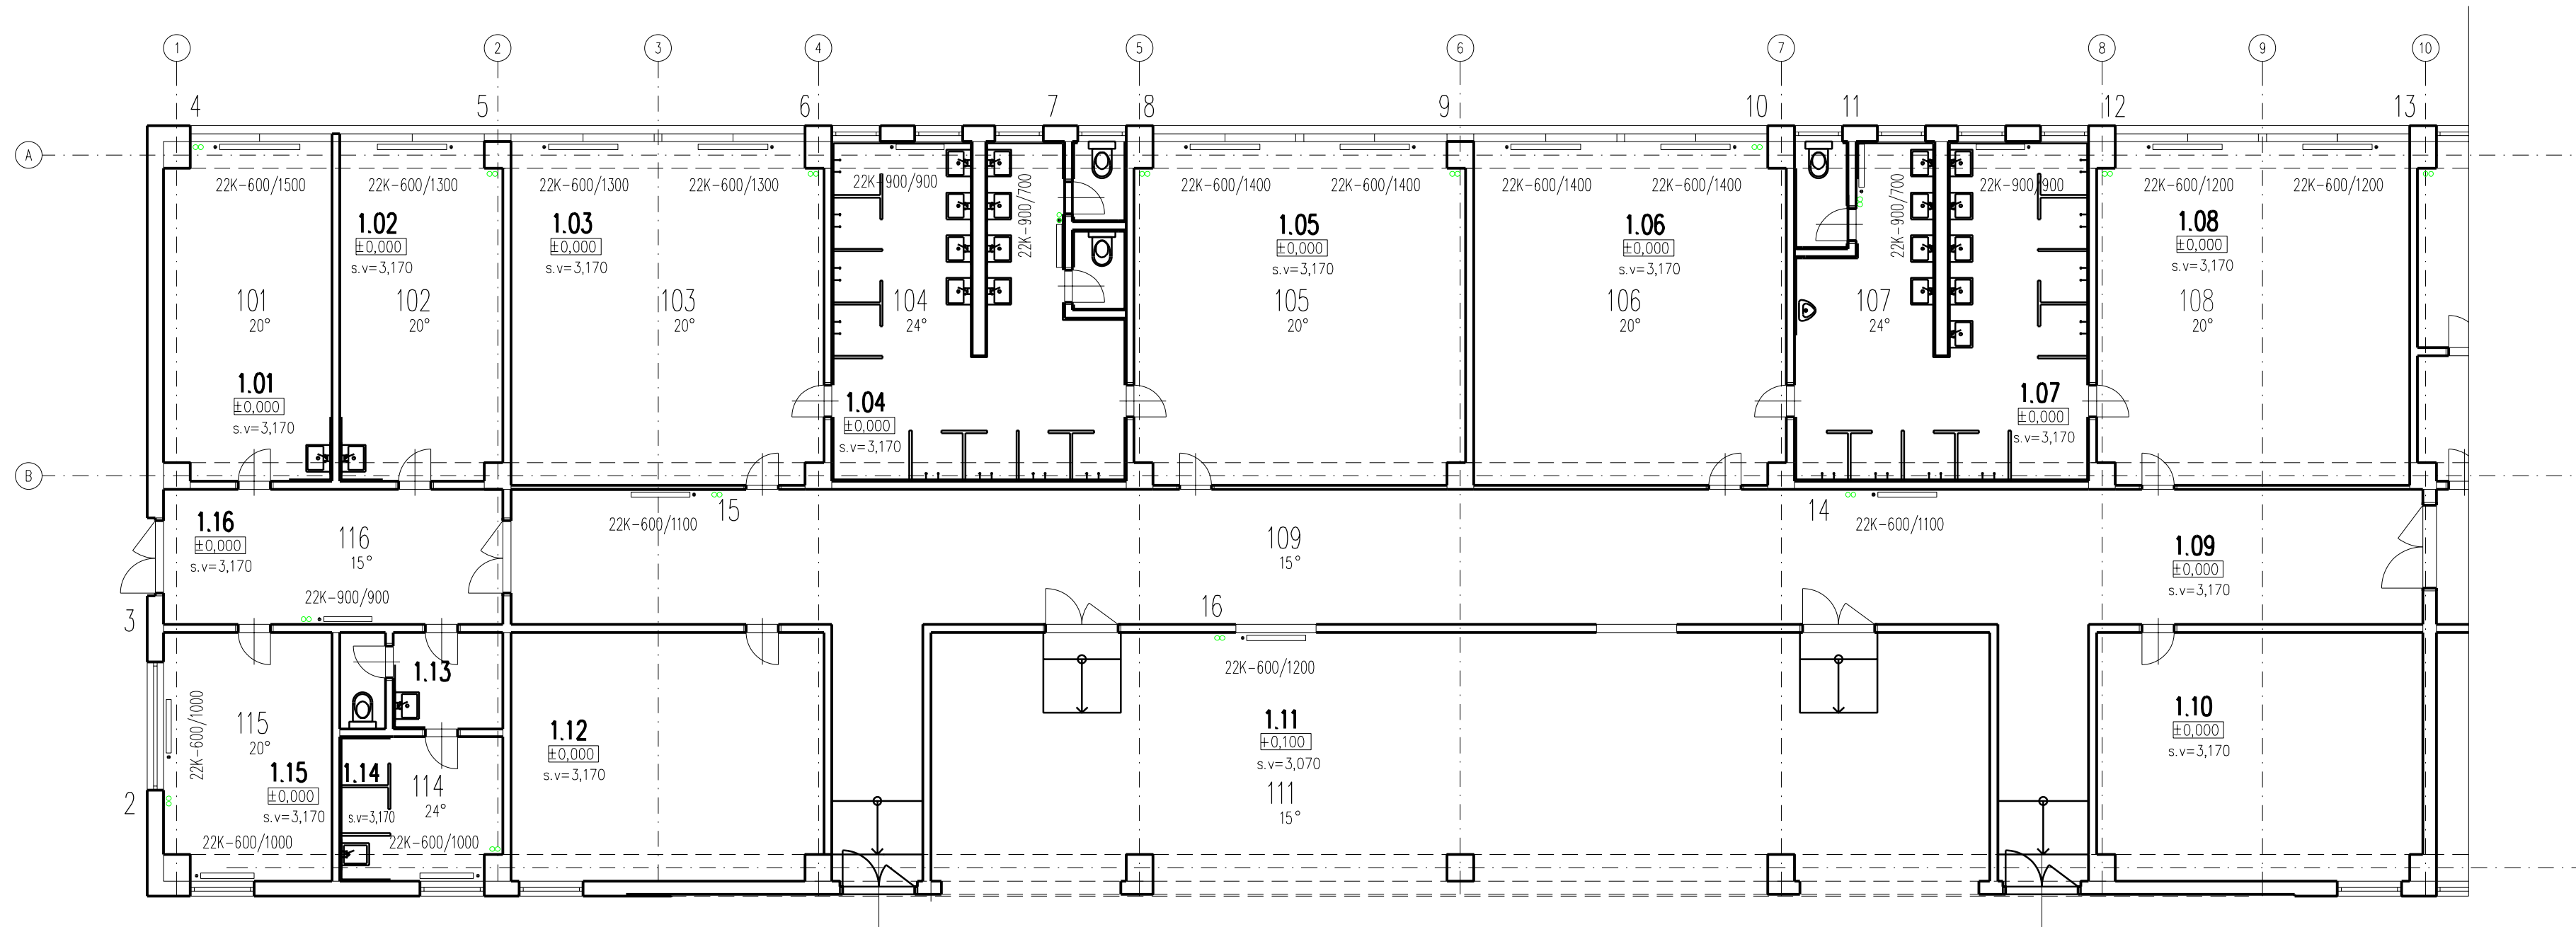 1
2
3
4
5
6
7
8
9
10
4
5
6
7
8
9
10
11
12
13
A
22K-600/1500
22K-600/1300
22K-600/1300
22K-600/1300
22K-900/900
22K-900/700
22K-600/1400
22K-600/1400
22K-600/1400
22K-600/1400
22K-900/700
22K-900/900
22K-600/1200
22K-600/1200
1.02
±0,000
s.v=3,170
1.03
±0,000
s.v=3,170
1.05
±0,000
s.v=3,170
1.06
±0,000
s.v=3,170
1.08
±0,000
s.v=3,170
101
20°
102
20°
103
20°
104
24°
105
20°
106
20°
107
24°
108
20°
1.01
±0,000
s.v=3,170
1.04
±0,000
s.v=3,170
1.07
±0,000
s.v=3,170
B
1.16
±0,000
s.v=3,170
116
15°
22K-900/900
22K-600/1100
15
109
15°
14
22K-600/1100
1.09
±0,000
s.v=3,170
3
16
22K-600/1200
1.13
22K-600/1000
115
20°
1.15
±0,000
s.v=3,170
22K-600/1000
2
1.14
s.v=3,170
114
24°
22K-600/1000
1.12
±0,000
s.v=3,170
1.11
+0,100
s.v=3,070
111
15°
1.10
±0,000
s.v=3,170